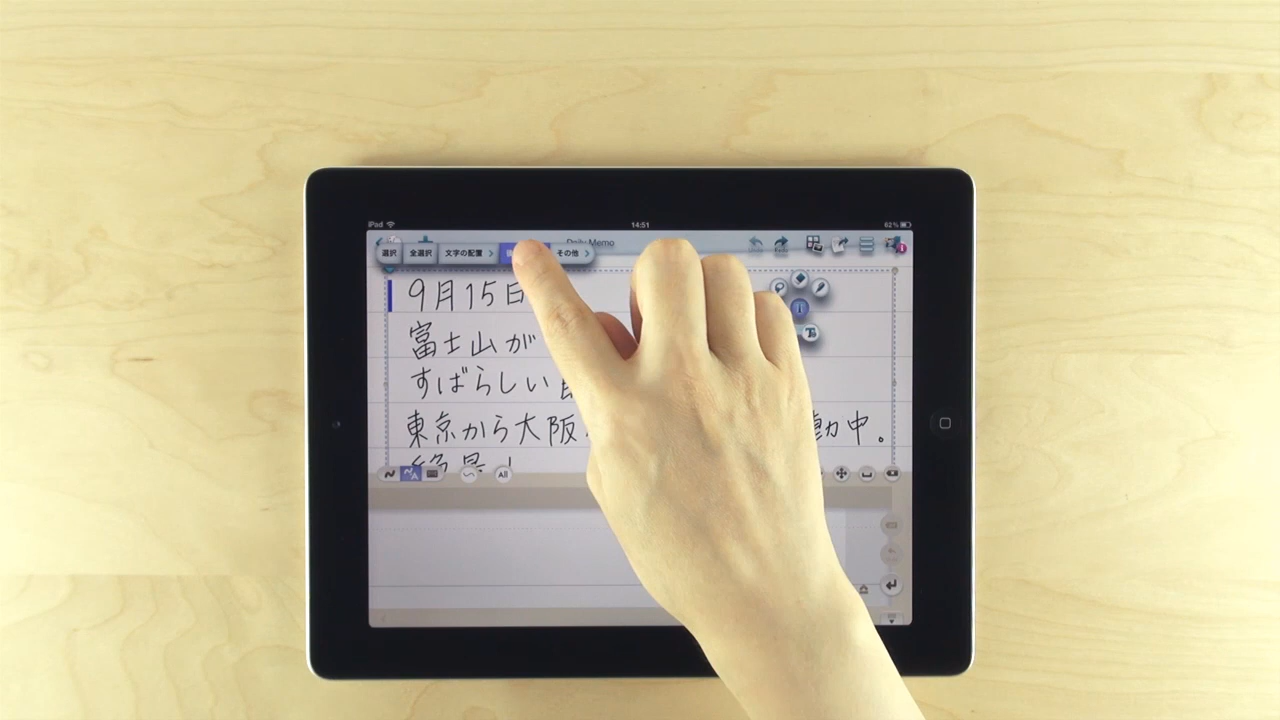 iPad 14:51 62%
Daily Memo
選択 全選択 文字の配置 その他
9月15日
富士山が
すばらしい
東京から大阪 動中。
絶景!
All